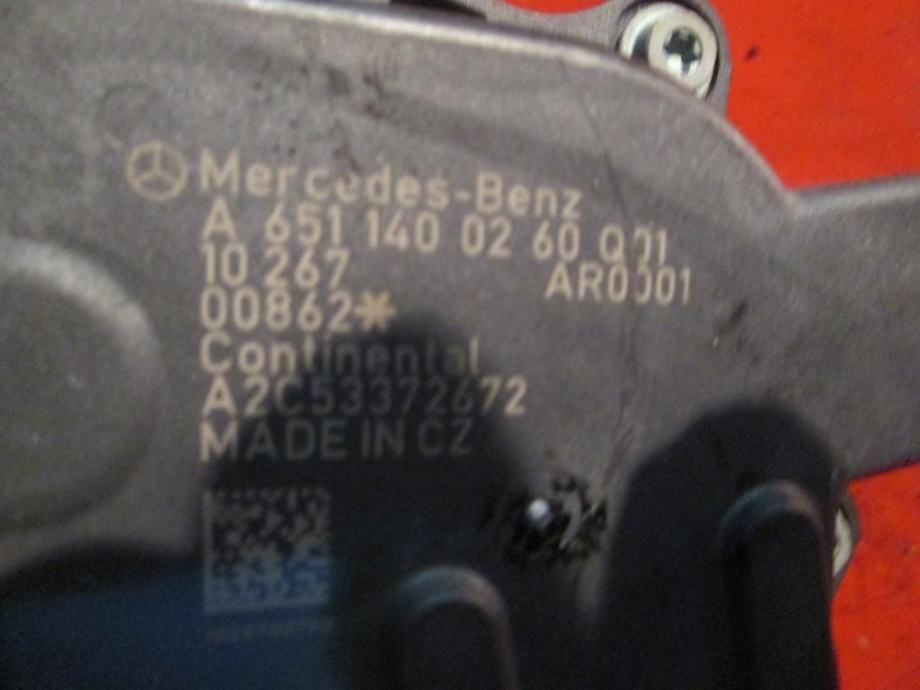 Mercedes-Benz
A 651 140 02 60 Q01
10 267 AR0001
00862*
Continental
A2C53372672
MADE IN CZ